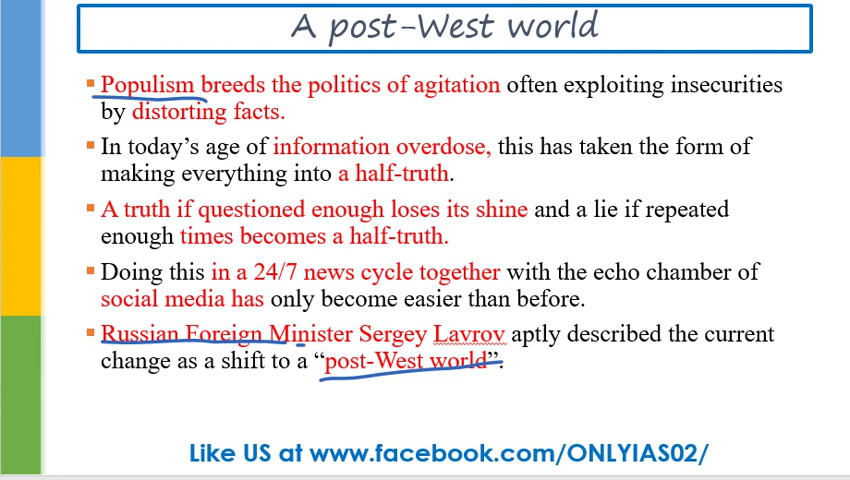 A post-West world
Populism breeds the politics of agitation often exploiting insecurities
by distorting facts.
In today's age of information overdose, this has taken the form of
making everything into a half-truth.
A truth if questioned enough loses its shine and a lie if repeated
enough times becomes a half-truth.
Doing this in a 24/7 news cycle together with the echo chamber of
social media has only become easier than before.
Russian Foreign Minister Sergey Lavrov aptly described the current
change as a shift to a “post-West world”.
Like US at www.facebook.com/ONLYIAS02/